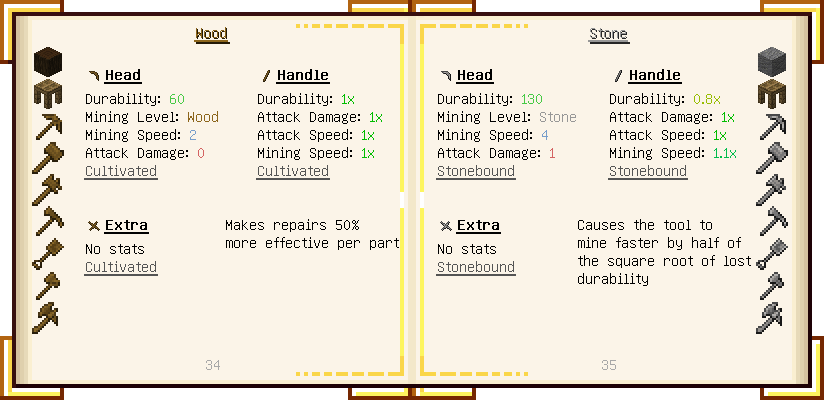 Wood
Head
Durability: 60
Mining Level: Wood
Mining Speed: 2
Attack Damage: 0
Cultivated
Handle
Durability: 1x
Attack Damage: 1x
Attack Speed: 1x
Mining Speed: 1x
Cultivated
Extra
No stats
Cultivated
Makes repairs 50%
more effective per part
34
Stone
Head
Durability: 130
Mining Level: Stone
Mining Speed: 4
Attack Damage: 1
Stonebound
Handle
Durability: 0.8x
Attack Damage: 1x
Attack Speed: 1x
Mining Speed: 1.1x
Stonebound
Extra
No stats
Stonebound
Causes the tool to
mine faster by half of
the square root of lost
durability
35